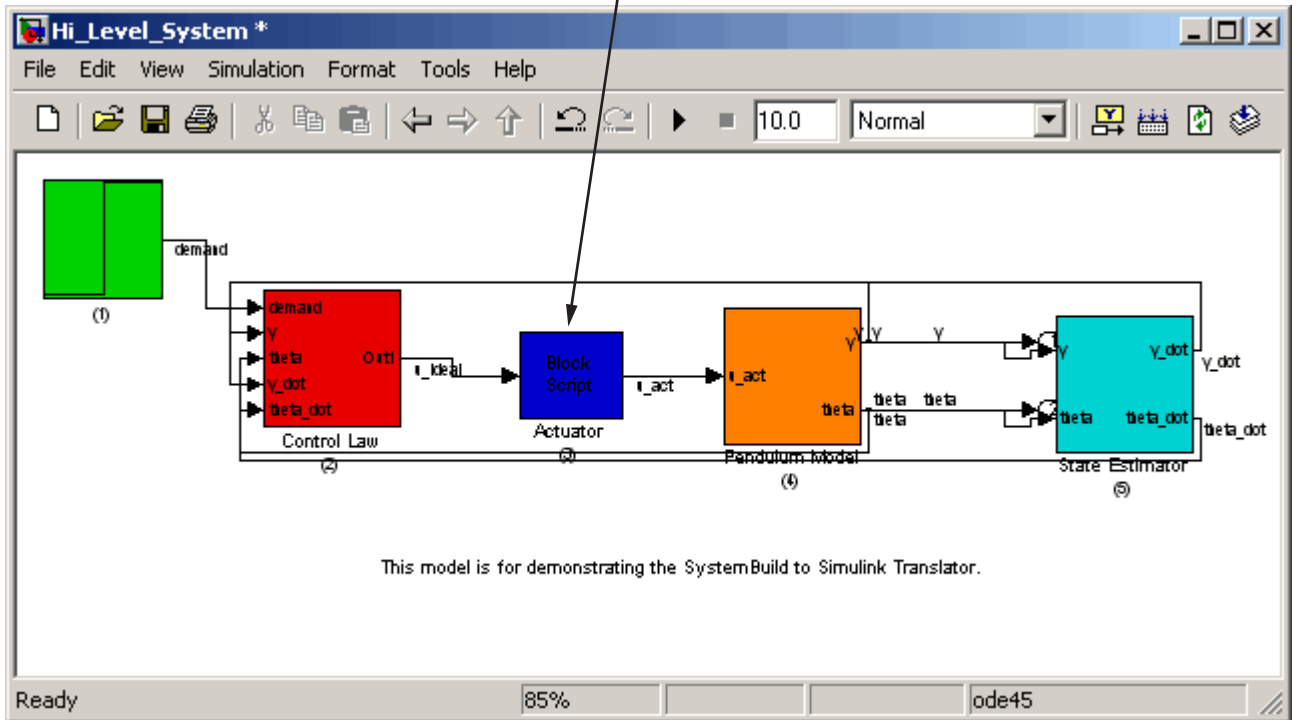 Hi_Level_System *
File Edit View Simulation Format Tools Help
10.0 Normal
demand
(1)
demand
y
theta
y_dot
theta_dot
Out1
Control Law
(2)
u_ideal
Block
Script
Actuator
(3)
u_act
u_act
y
theta
Pendulum Model
(4)
y y y
theta theta
theta
y
theta
y_dot
theta_dot
State Estimator
(5)
y_dot
theta_dot
This model is for demonstrating the SystemBuild to Simulink Translator.
Ready 85% ode45